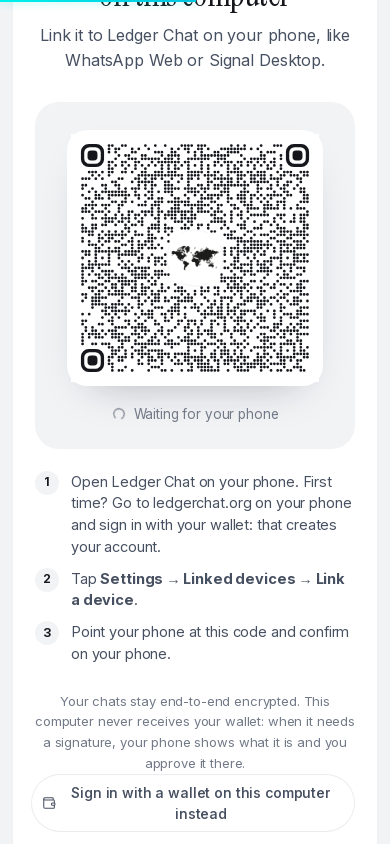 on this computer
Link it to Ledger Chat on your phone, like
WhatsApp Web or Signal Desktop.
Waiting for your phone
1
Open Ledger Chat on your phone. First
time? Go to ledgerchat.org on your phone
and sign in with your wallet: that creates
your account.
2
Tap Settings → Linked devices → Link
a device.
3
Point your phone at this code and confirm
on your phone.
Your chats stay end-to-end encrypted. This
computer never receives your wallet: when it needs
a signature, your phone shows what it is and you
approve it there.
Sign in with a wallet on this computer
instead